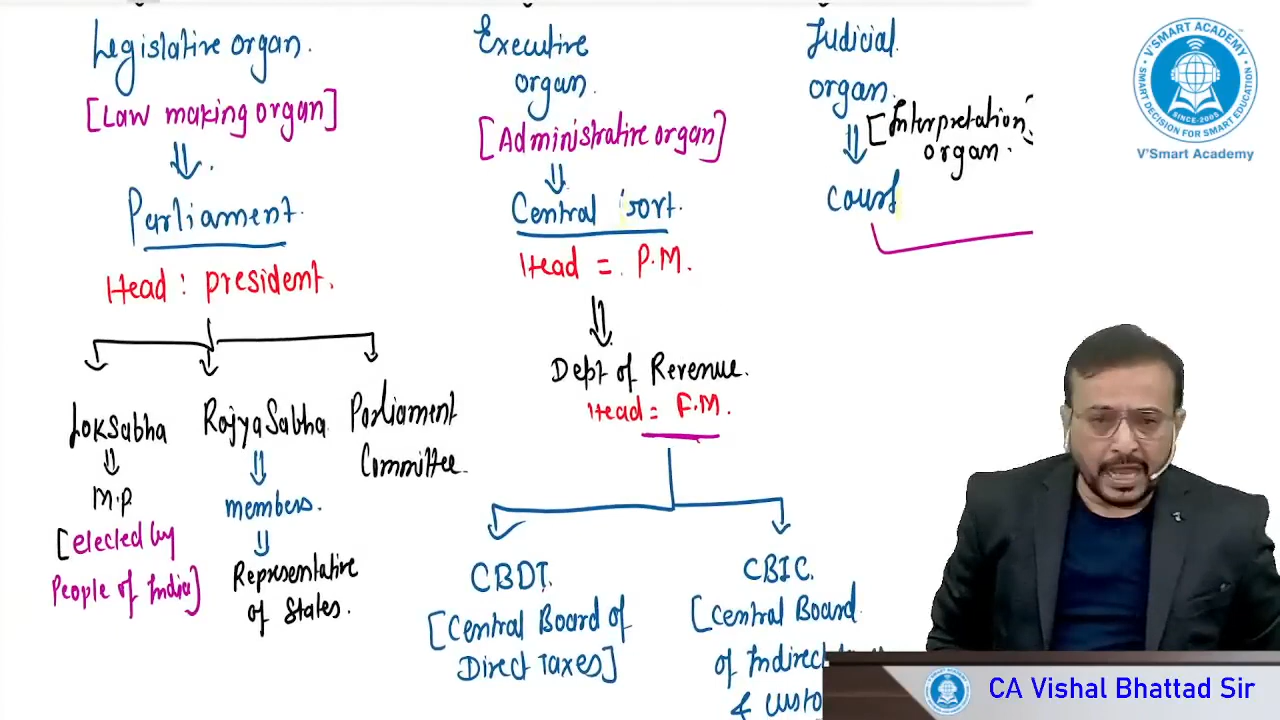 Legislative organ.
[Law making organ]
Parliament.
Head : president.
LokSabha
M.P.
[elected by
People of India]
RajyaSabha
members.
Representative
of States.
Parliament
Committee.
Executive
organ.
[Administrative organ]
Central Govt.
Head = P.M.
Dept of Revenue.
Head = F.M.
CBDT.
[Central Board of
Direct Taxes]
CBIC.
[Central Board
of Indirect
& custo
Judicial
organ.
[Interpretation
organ.
Court
V'SMART ACADEMY
SINCE-2005
SMART DECISION FOR SMART EDUCATION
V'Smart Academy
CA Vishal Bhattad Sir